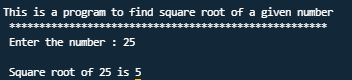 This is a program to find square root of a given number
*****************************************************
Enter the number : 25
Square root of 25 is 5